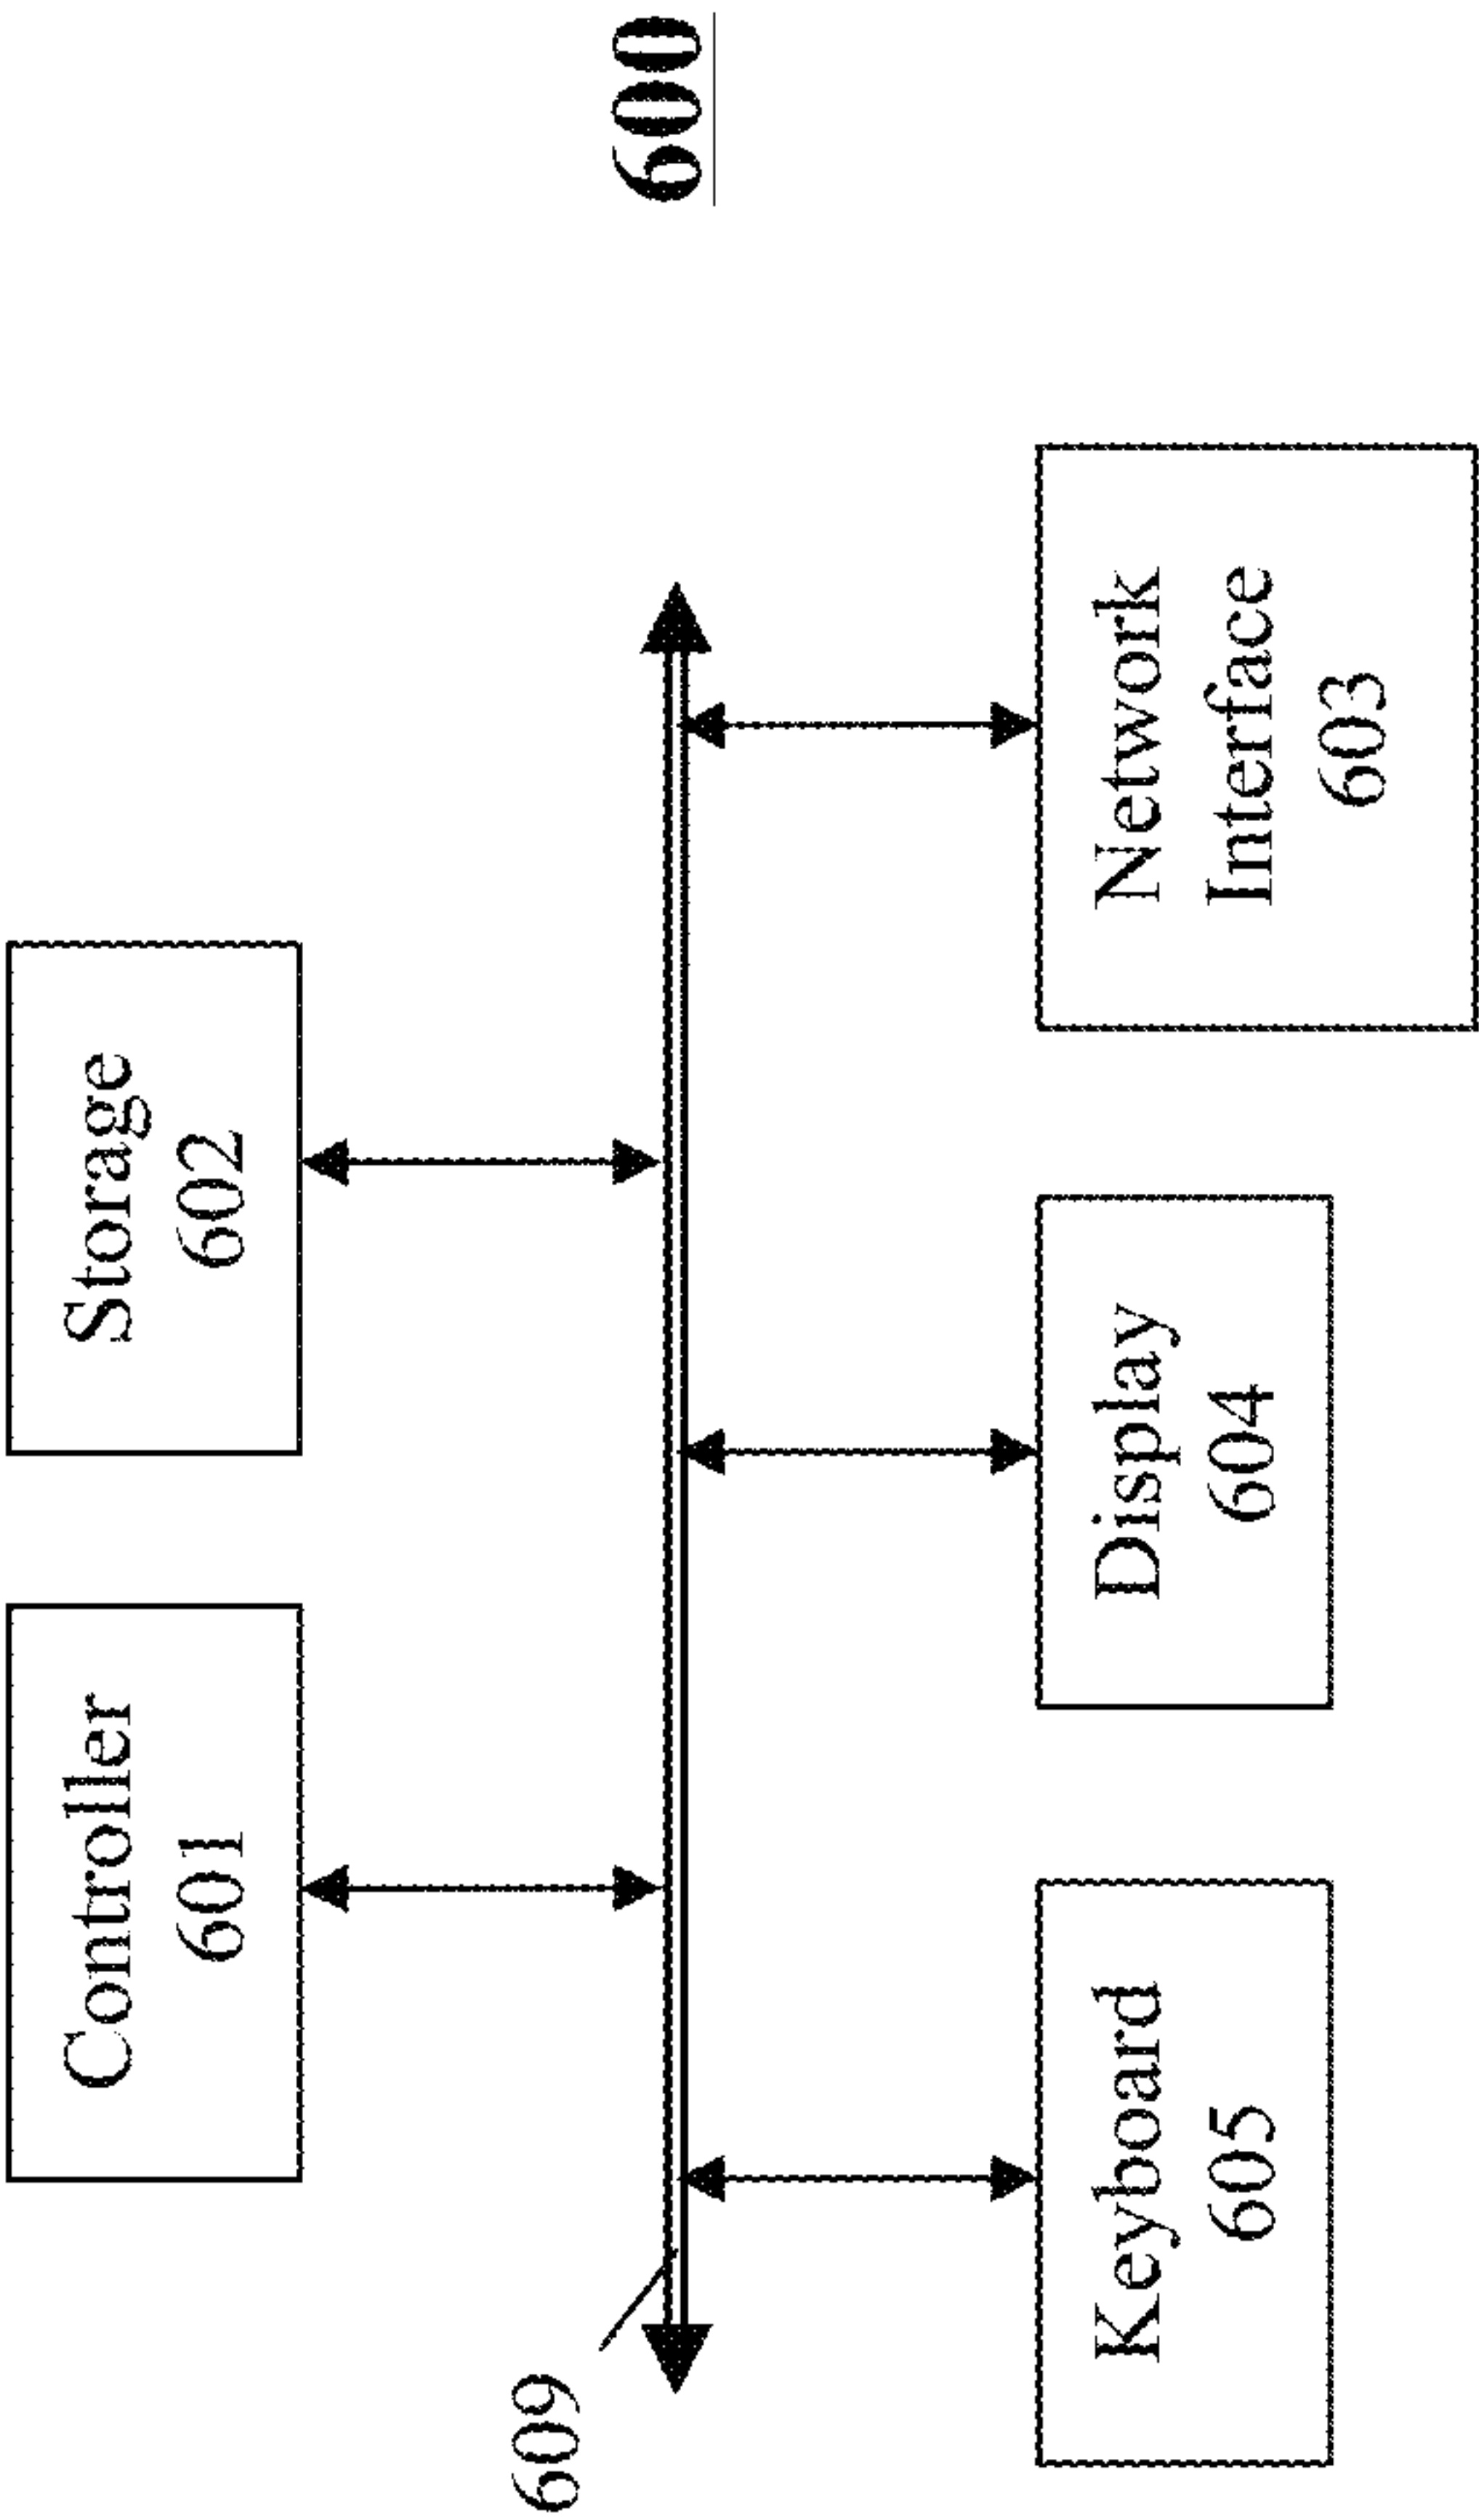 Controller
601
Storage
602
609
600
Keyboard
605
Display
604
Network
Interface
603